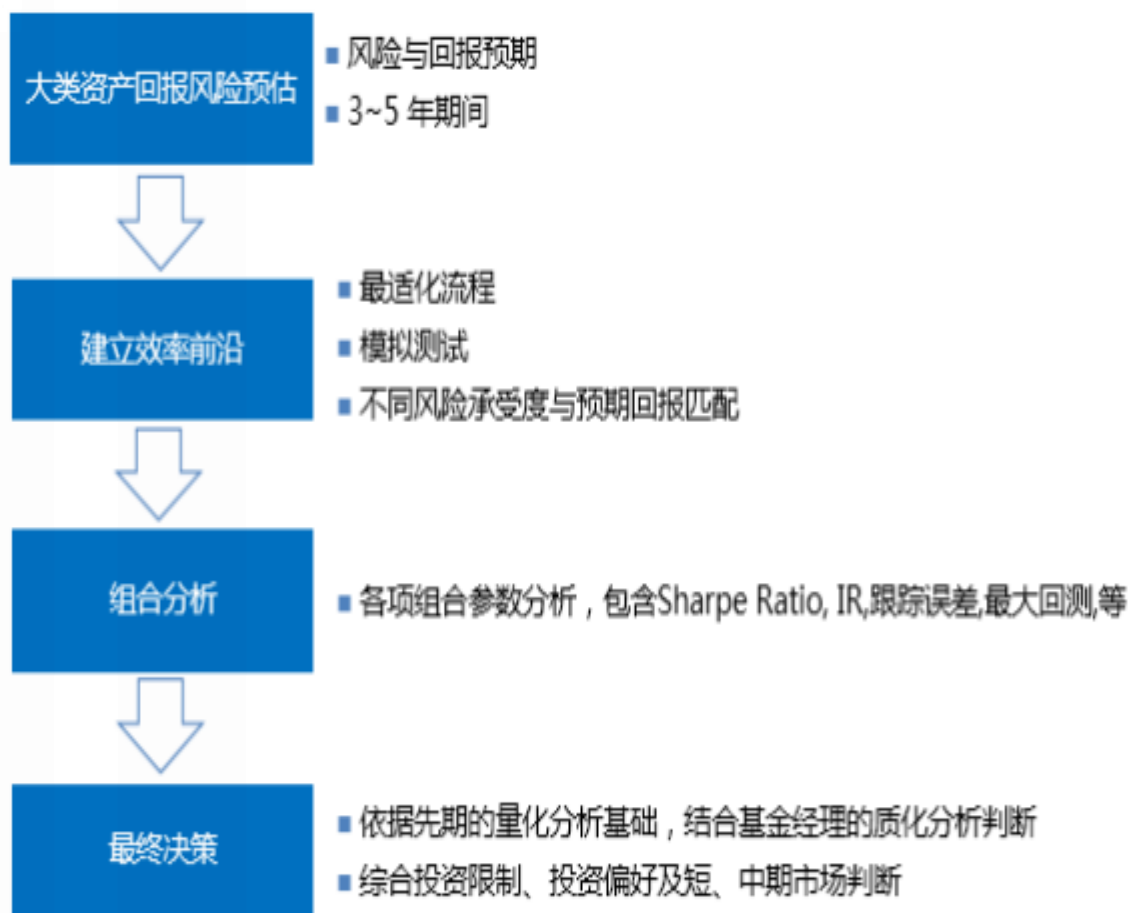 大类资产回报风险预估
■ 风险与回报预期
■ 3~5 年期间
建立效率前沿
■ 最适化流程
■ 模拟测试
■ 不同风险承受度与预期回报匹配
组合分析
■ 各项组合参数分析，包含Sharpe Ratio, IR,跟踪误差,最大回测,等
最终决策
■ 依据先期的量化分析基础，结合基金经理的质化分析判断
■ 综合投资限制、投资偏好及短、中期市场判断